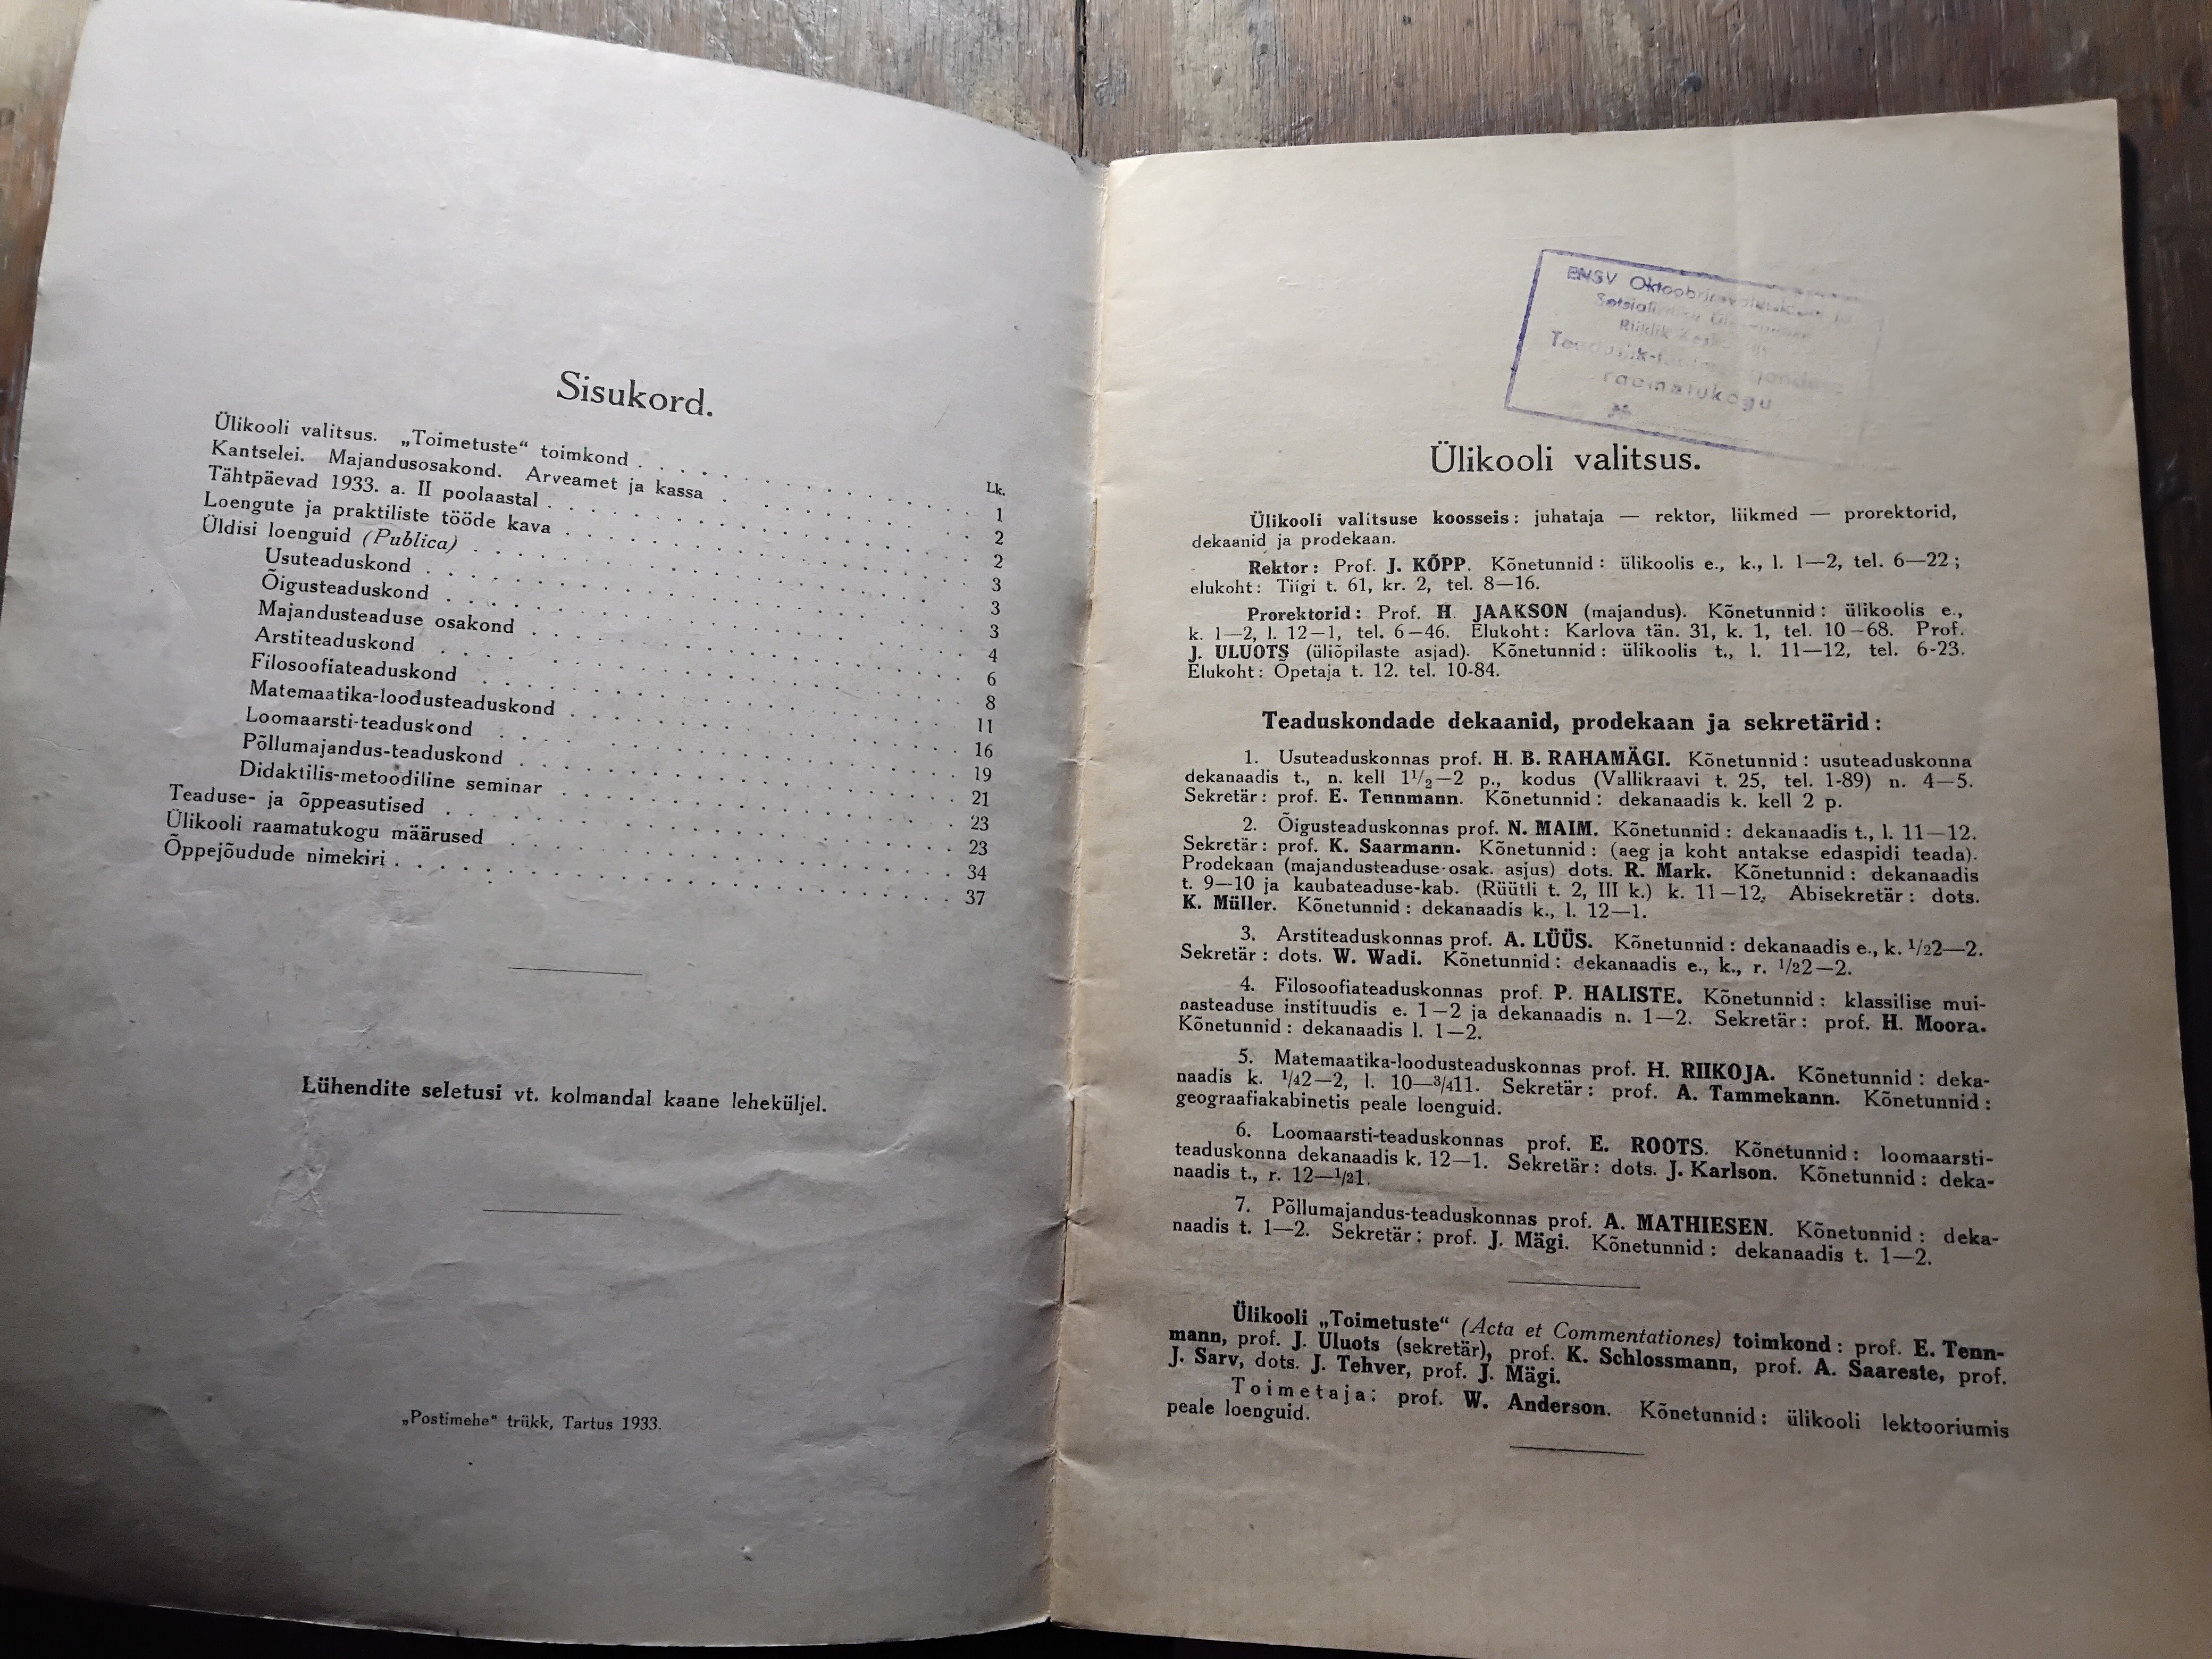 Sisukord.
Lk.
Ülikooli valitsus. „Toimetuste“ toimkond . . . 1
Kantselei. Majandusosakond. Arveamet ja kassa . . . 2
Tähtpäevad 1933. a. II poolaastal . . . 2
Loengute ja praktiliste tööde kava . . . 3
Üldisi loenguid (Publica) . . . 3
Usuteaduskond . . . 3
Õigusteaduskond . . . 4
Majandusteaduse osakond . . . 6
Arstiteaduskond . . . 8
Filosoofiateaduskond . . . 11
Matemaatika-loodusteaduskond . . . 16
Loomaarsti-teaduskond . . . 19
Põllumajandus-teaduskond . . . 21
Didaktilis-metoodiline seminar . . . 23
Teaduse- ja õppeasutised . . . 23
Ülikooli raamatukogu määrused . . . 34
Õppejõudude nimekiri . . . 37
Lühendite seletusi vt. kolmandal kaane leheküljel.
„Postimehe“ trükk, Tartus 1933.
ENSV
Riiklik
raamatukogu
№
Ülikooli valitsus.
Ülikooli valitsuse koosseis: juhataja — rektor, liikmed — prorektorid,
dekaanid ja prodekaan.
Rektor: Prof. J. KÕPP. Kõnetunnid: ülikoolis e., k., l. 1—2, tel. 6—22;
elukoht: Tiigi t. 61, kr. 2, tel. 8—16.
Prorektorid: Prof. H. JAAKSON (majandus). Kõnetunnid: ülikoolis e.,
k. 1—2, l. 12—1, tel. 6—46. Elukoht: Karlova tän. 31, k. 1, tel. 10—68. Prof.
J. ULUOTS (üliõpilaste asjad). Kõnetunnid: ülikoolis t., l. 11—12, tel. 6-23.
Elukoht: Õpetaja t. 12. tel. 10-84.
Teaduskondade dekaanid, prodekaan ja sekretärid:
1. Usuteaduskonnas prof. H. B. RAHAMÄGI. Kõnetunnid: usuteaduskonna
dekanaadis t., n. kell 1½—2 p., kodus (Vallikraavi t. 25, tel. 1-89) n. 4—5.
Sekretär: prof. E. Tennmann. Kõnetunnid: dekanaadis k. kell 2 p.
2. Õigusteaduskonnas prof. N. MAIM. Kõnetunnid: dekanaadis t., l. 11—12.
Sekretär: prof. K. Saarmann. Kõnetunnid: (aeg ja koht antakse edaspidi teada).
Prodekaan (majandusteaduse-osak. asjus) dots. R. Mark. Kõnetunnid: dekanaadis
t. 9—10 ja kaubateaduse-kab. (Rüütli t. 2, III k.) k. 11—12. Abisekretär: dots.
K. Müller. Kõnetunnid: dekanaadis k., l. 12—1.
3. Arstiteaduskonnas prof. A. LÜÜS. Kõnetunnid: dekanaadis e., k. ½2—2.
Sekretär: dots. W. Wadi. Kõnetunnid: dekanaadis e., k., r. ½2—2.
4. Filosoofiateaduskonnas prof. P. HALISTE. Kõnetunnid: klassilise mui-
nasteaduse instituudis e. 1—2 ja dekanaadis n. 1—2. Sekretär: prof. H. Moora.
Kõnetunnid: dekanaadis l. 1—2.
5. Matemaatika-loodusteaduskonnas prof. H. RIIKOJA. Kõnetunnid: deka-
naadis k. ¼2—2, l. 10—¾11. Sekretär: prof. A. Tammekann. Kõnetunnid:
geograafiakabinetis peale loenguid.
6. Loomaarsti-teaduskonnas prof. E. ROOTS. Kõnetunnid: loomaarsti-
teaduskonna dekanaadis k. 12—1. Sekretär: dots. J. Karlson. Kõnetunnid: deka-
naadis t., r. 12—½1.
7. Põllumajandus-teaduskonnas prof. A. MATHIESEN. Kõnetunnid: deka-
naadis t. 1—2. Sekretär: prof. J. Mägi. Kõnetunnid: dekanaadis t. 1—2.
Ülikooli „Toimetuste“ (Acta et Commentationes) toimkond: prof. E. Tenn-
mann, prof. J. Uluots (sekretär), prof. K. Schlossmann, prof. A. Saareste, prof.
J. Sarv, dots. J. Tehver, prof. J. Mägi.
Toimetaja: prof. W. Anderson. Kõnetunnid: ülikooli lektooriumis
peale loenguid.